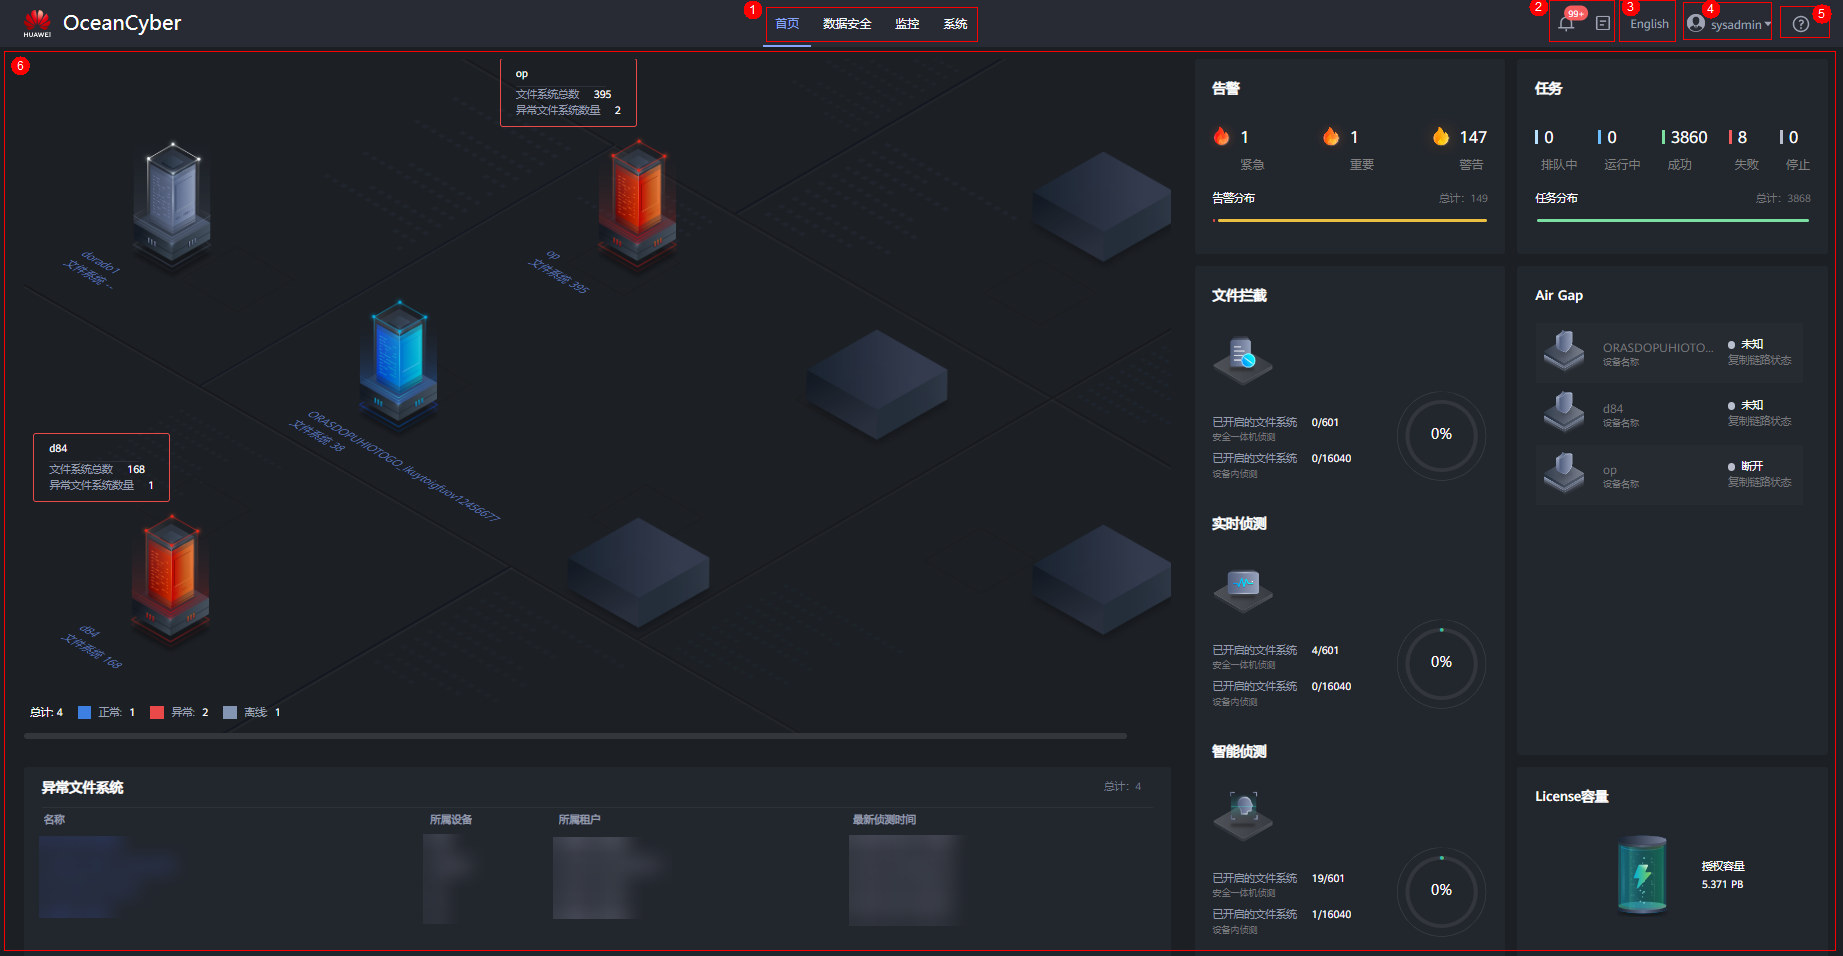 HUAWEI
OceanCyber
1
首页
数据安全
监控
系统
2
99+
3
English
4
sysadmin
5
6
op
文件系统总数 395
异常文件系统数量 2
dorado1
文件系统 --
op
文件系统 395
ORASDOPUHIOTOGO_ikuytoigfuov12456677
文件系统 38
d84
文件系统总数 168
异常文件系统数量 1
d84
文件系统 168
总计: 4 正常: 1 异常: 2 离线: 1
异常文件系统
总计: 4
名称 所属设备 所属租户 最新侦测时间
告警
1 1 147
紧急 重要 警告
告警分布 总计: 149
任务
0 0 3860 8 0
排队中 运行中 成功 失败 停止
任务分布 总计: 3868
文件拦截
已开启的文件系统 0/601
安全一体机侦测
已开启的文件系统 0/16040
设备内侦测
0%
实时侦测
已开启的文件系统 4/601
安全一体机侦测
已开启的文件系统 0/16040
设备内侦测
0%
智能侦测
已开启的文件系统 19/601
安全一体机侦测
已开启的文件系统 1/16040
设备内侦测
0%
Air Gap
ORASDOPUHIOTO... 未知
设备名称 复制链路状态
d84 未知
设备名称 复制链路状态
op 断开
设备名称 复制链路状态
License容量
授权容量
5.371 PB